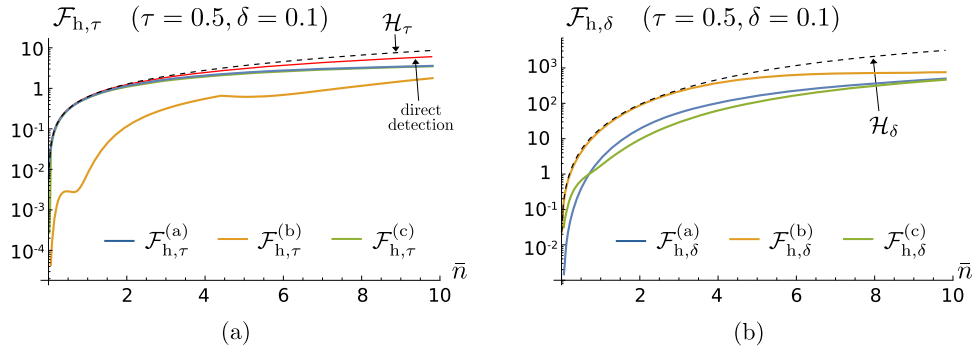 𝓕h,τ (τ = 0.5, δ = 0.1)
𝓗τ
10
1
10⁻¹
10⁻²
10⁻³
10⁻⁴
direct
detection
𝓕h,τ(a) 𝓕h,τ(b) 𝓕h,τ(c)
n̄
2 4 6 8 10
(a)
𝓕h,δ (τ = 0.5, δ = 0.1)
10³
10²
10
1
10⁻¹
10⁻²
𝓗δ
𝓕h,δ(a) 𝓕h,δ(b) 𝓕h,δ(c)
n̄
0 2 4 6 8 10
(b)